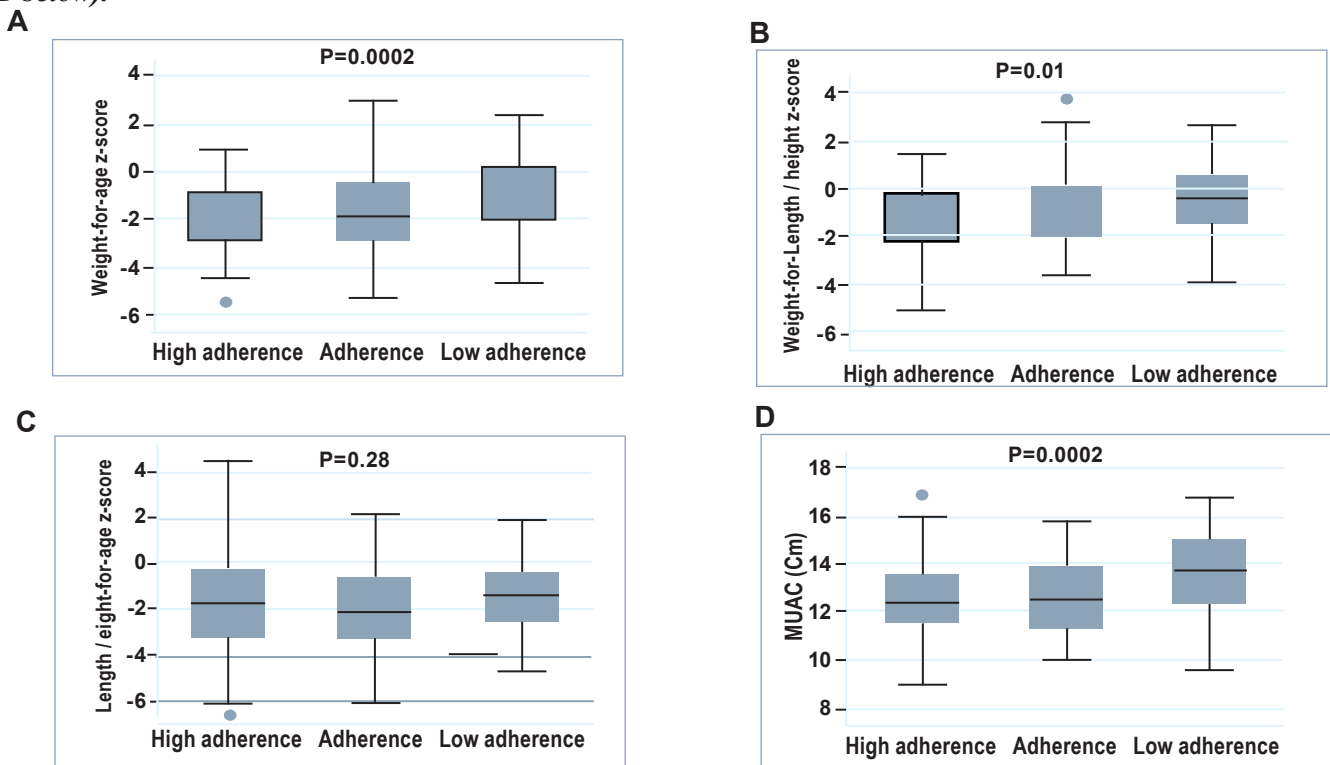 A
P=0.0002
Weight-for-age z-score
4
2
0
-2
-4
-6
High adherence Adherence Low adherence
B
P=0.01
Weight-for-Length / height z-score
4
2
0
-2
-4
-6
High adherence Adherence Low adherence
C
P=0.28
Length / eight-for-age z-score
4
2
0
-2
-4
-6
High adherence Adherence Low adherence
D
P=0.0002
MUAC (Cm)
18
16
14
12
10
8
High adherence Adherence Low adherence